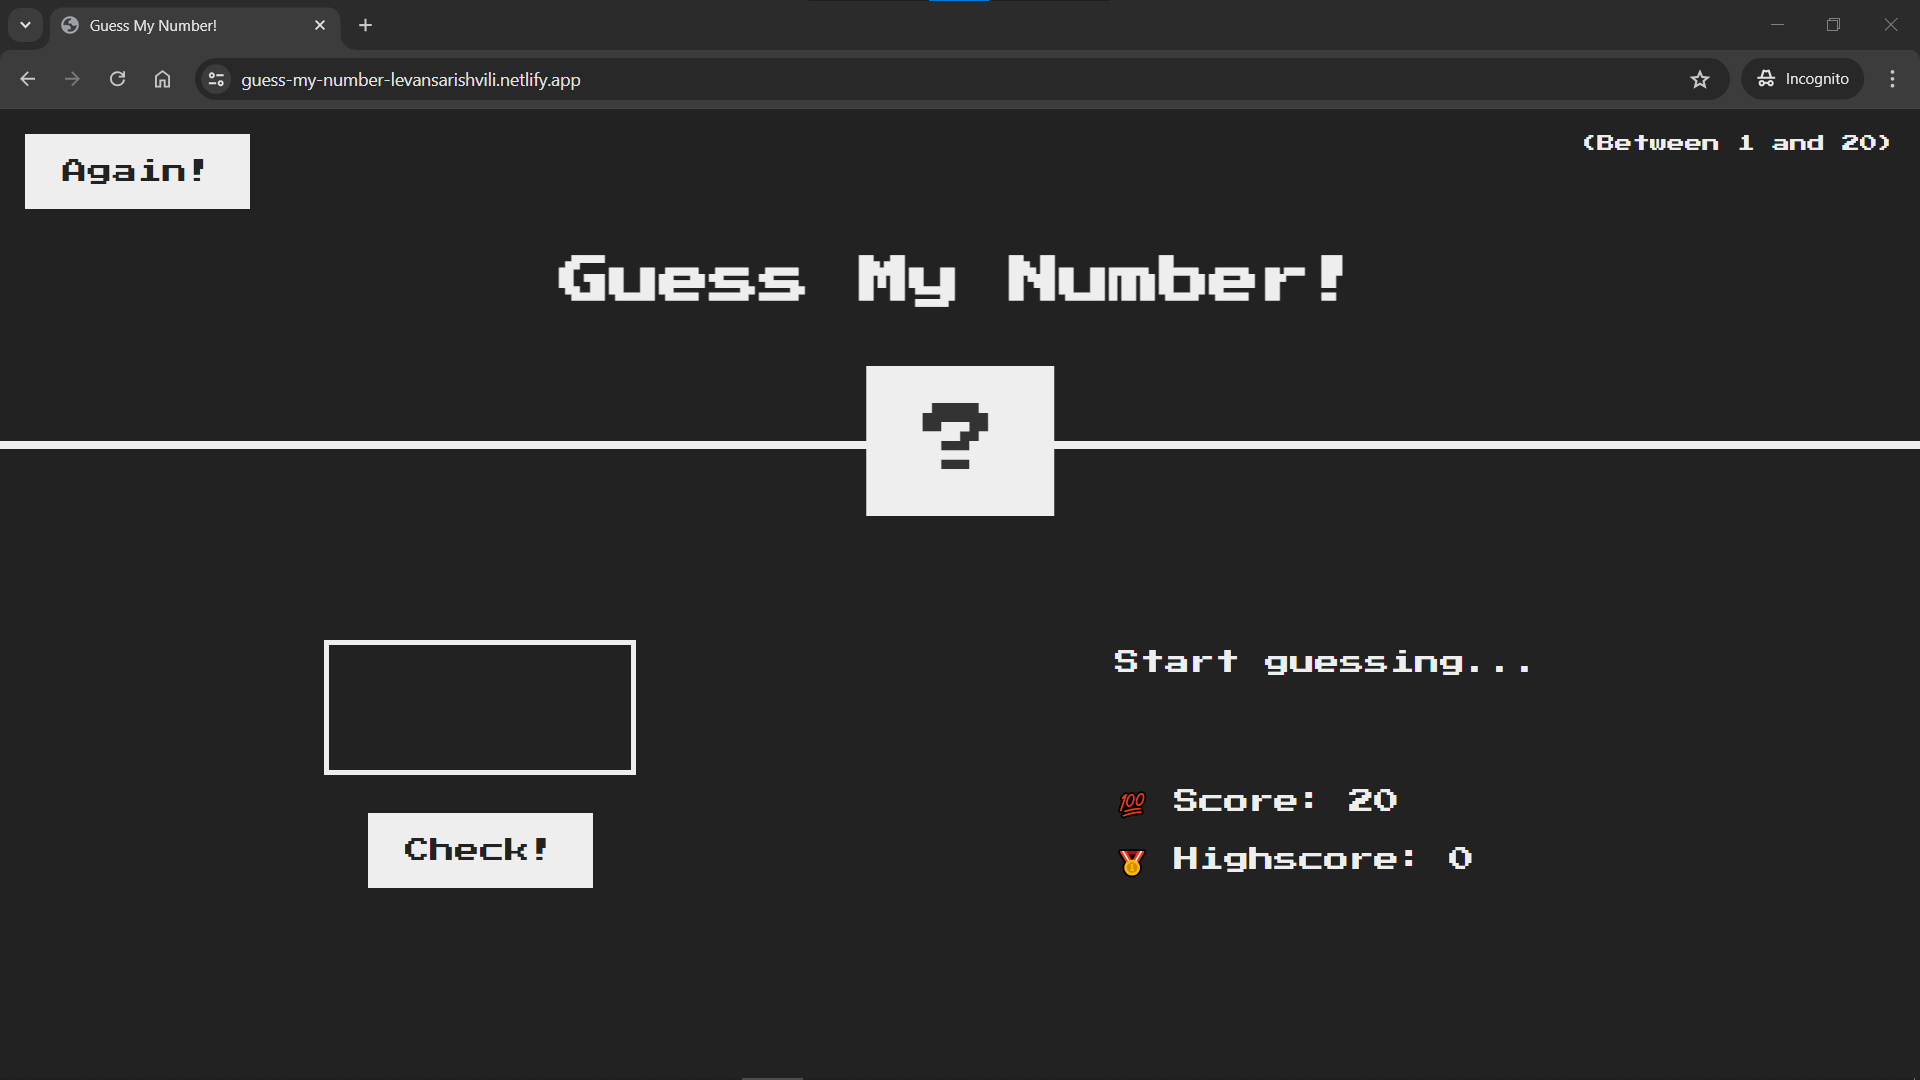 Guess My Number!
guess-my-number-levansarishvili.netlify.app
Incognito
Again!
(Between 1 and 20)
Guess My Number!
?
Start guessing...
💯 Score: 20
🥇 Highscore: 0
Check!